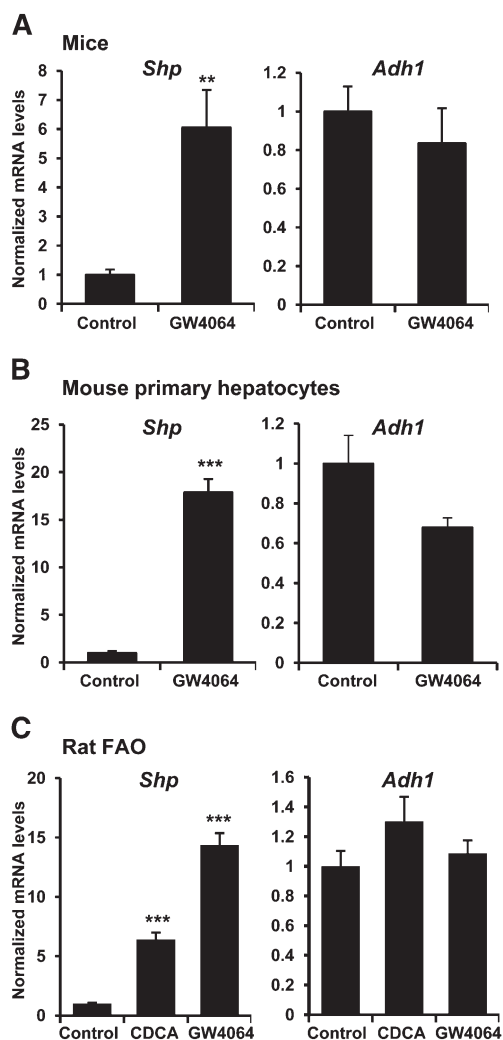 A
Mice
Shp
Adh1
Normalized mRNA levels
8
7
6
5
4
3
2
1
0
**
Control GW4064
1.2
1
0.8
0.6
0.4
0.2
0
Control GW4064
B
Mouse primary hepatocytes
Shp
Adh1
Normalized mRNA levels
25
20
15
10
5
0
***
Control GW4064
1.2
1
0.8
0.6
0.4
0.2
0
Control GW4064
C
Rat FAO
Shp
Adh1
Normalized mRNA levels
20
15
10
5
0
***
***
Control CDCA GW4064
1.6
1.4
1.2
1
0.8
0.6
0.4
0.2
0
Control CDCA GW4064